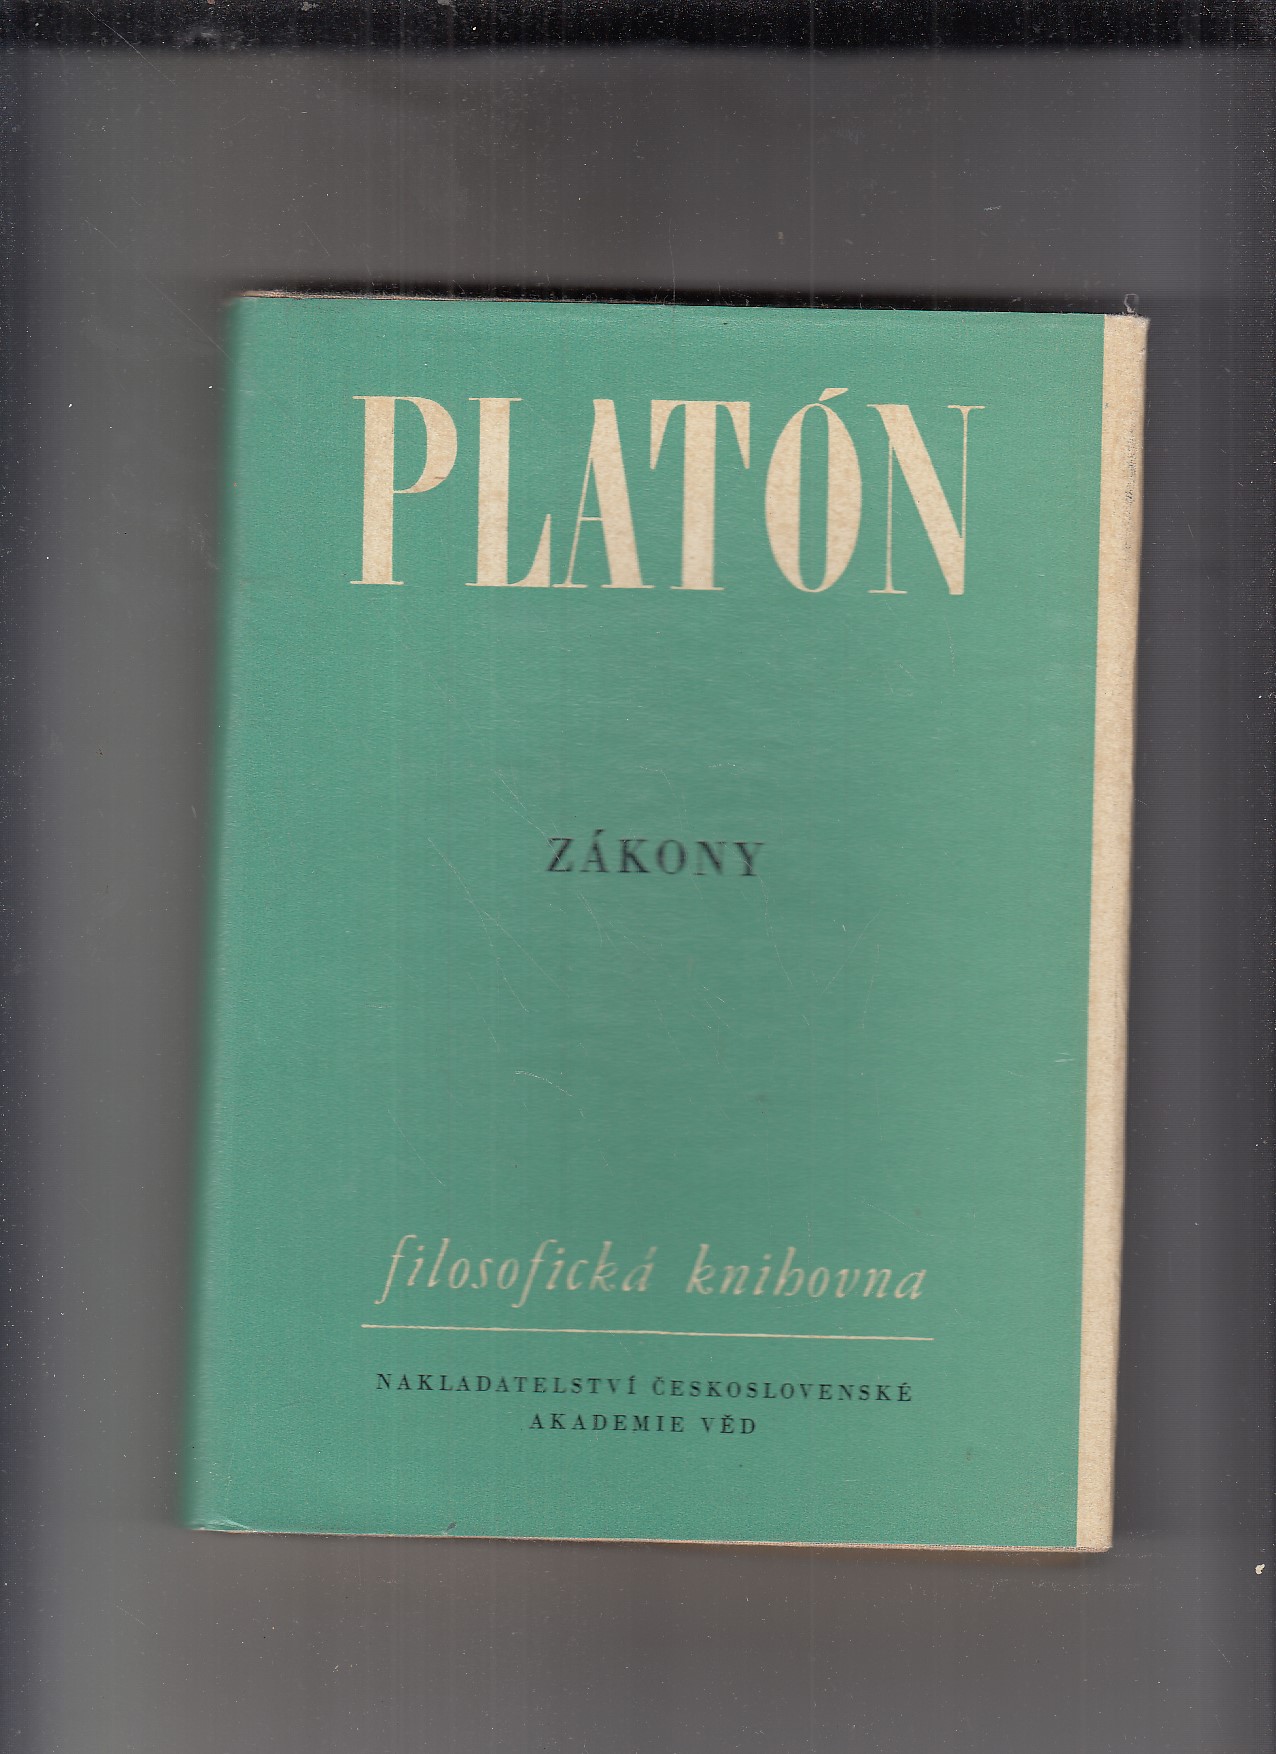 PLATÓN
ZÁKONY
filosofická knihovna
NAKLADATELSTVÍ ČESKOSLOVENSKÉ
AKADEMIE VĚD